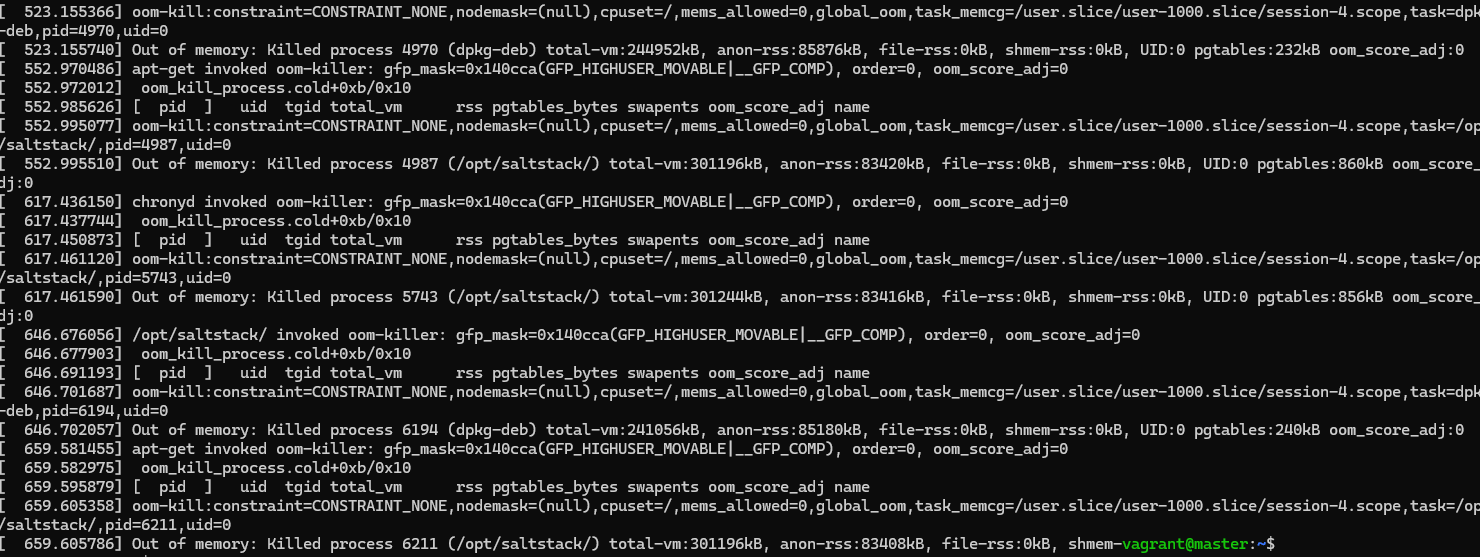 [  523.155366] oom-kill:constraint=CONSTRAINT_NONE,nodemask=(null),cpuset=/,mems_allowed=0,global_oom,task_memcg=/user.slice/user-1000.slice/session-4.scope,task=dpkg
-deb,pid=4970,uid=0
[  523.155740] Out of memory: Killed process 4970 (dpkg-deb) total-vm:244952kB, anon-rss:85876kB, file-rss:0kB, shmem-rss:0kB, UID:0 pgtables:232kB oom_score_adj:0
[  552.970486] apt-get invoked oom-killer: gfp_mask=0x140cca(GFP_HIGHUSER_MOVABLE|__GFP_COMP), order=0, oom_score_adj=0
[  552.972012]  oom_kill_process.cold+0xb/0x10
[  552.985626] [  pid  ]   uid  tgid total_vm      rss pgtables_bytes swapents oom_score_adj name
[  552.995077] oom-kill:constraint=CONSTRAINT_NONE,nodemask=(null),cpuset=/,mems_allowed=0,global_oom,task_memcg=/user.slice/user-1000.slice/session-4.scope,task=/op
/saltstack/,pid=4987,uid=0
[  552.995510] Out of memory: Killed process 4987 (/opt/saltstack/) total-vm:301196kB, anon-rss:83420kB, file-rss:0kB, shmem-rss:0kB, UID:0 pgtables:860kB oom_score_
dj:0
[  617.436150] chronyd invoked oom-killer: gfp_mask=0x140cca(GFP_HIGHUSER_MOVABLE|__GFP_COMP), order=0, oom_score_adj=0
[  617.437744]  oom_kill_process.cold+0xb/0x10
[  617.450873] [  pid  ]   uid  tgid total_vm      rss pgtables_bytes swapents oom_score_adj name
[  617.461120] oom-kill:constraint=CONSTRAINT_NONE,nodemask=(null),cpuset=/,mems_allowed=0,global_oom,task_memcg=/user.slice/user-1000.slice/session-4.scope,task=/op
/saltstack/,pid=5743,uid=0
[  617.461590] Out of memory: Killed process 5743 (/opt/saltstack/) total-vm:301244kB, anon-rss:83416kB, file-rss:0kB, shmem-rss:0kB, UID:0 pgtables:856kB oom_score_
dj:0
[  646.676056] /opt/saltstack/ invoked oom-killer: gfp_mask=0x140cca(GFP_HIGHUSER_MOVABLE|__GFP_COMP), order=0, oom_score_adj=0
[  646.677903]  oom_kill_process.cold+0xb/0x10
[  646.691193] [  pid  ]   uid  tgid total_vm      rss pgtables_bytes swapents oom_score_adj name
[  646.701687] oom-kill:constraint=CONSTRAINT_NONE,nodemask=(null),cpuset=/,mems_allowed=0,global_oom,task_memcg=/user.slice/user-1000.slice/session-4.scope,task=dpk
-deb,pid=6194,uid=0
[  646.702057] Out of memory: Killed process 6194 (dpkg-deb) total-vm:241056kB, anon-rss:85180kB, file-rss:0kB, shmem-rss:0kB, UID:0 pgtables:240kB oom_score_adj:0
[  659.581455] apt-get invoked oom-killer: gfp_mask=0x140cca(GFP_HIGHUSER_MOVABLE|__GFP_COMP), order=0, oom_score_adj=0
[  659.582975]  oom_kill_process.cold+0xb/0x10
[  659.595879] [  pid  ]   uid  tgid total_vm      rss pgtables_bytes swapents oom_score_adj name
[  659.605358] oom-kill:constraint=CONSTRAINT_NONE,nodemask=(null),cpuset=/,mems_allowed=0,global_oom,task_memcg=/user.slice/user-1000.slice/session-4.scope,task=/op
/saltstack/,pid=6211,uid=0
[  659.605786] Out of memory: Killed process 6211 (/opt/saltstack/) total-vm:301196kB, anon-rss:83408kB, file-rss:0kB, shmem-vagrant@master:~$